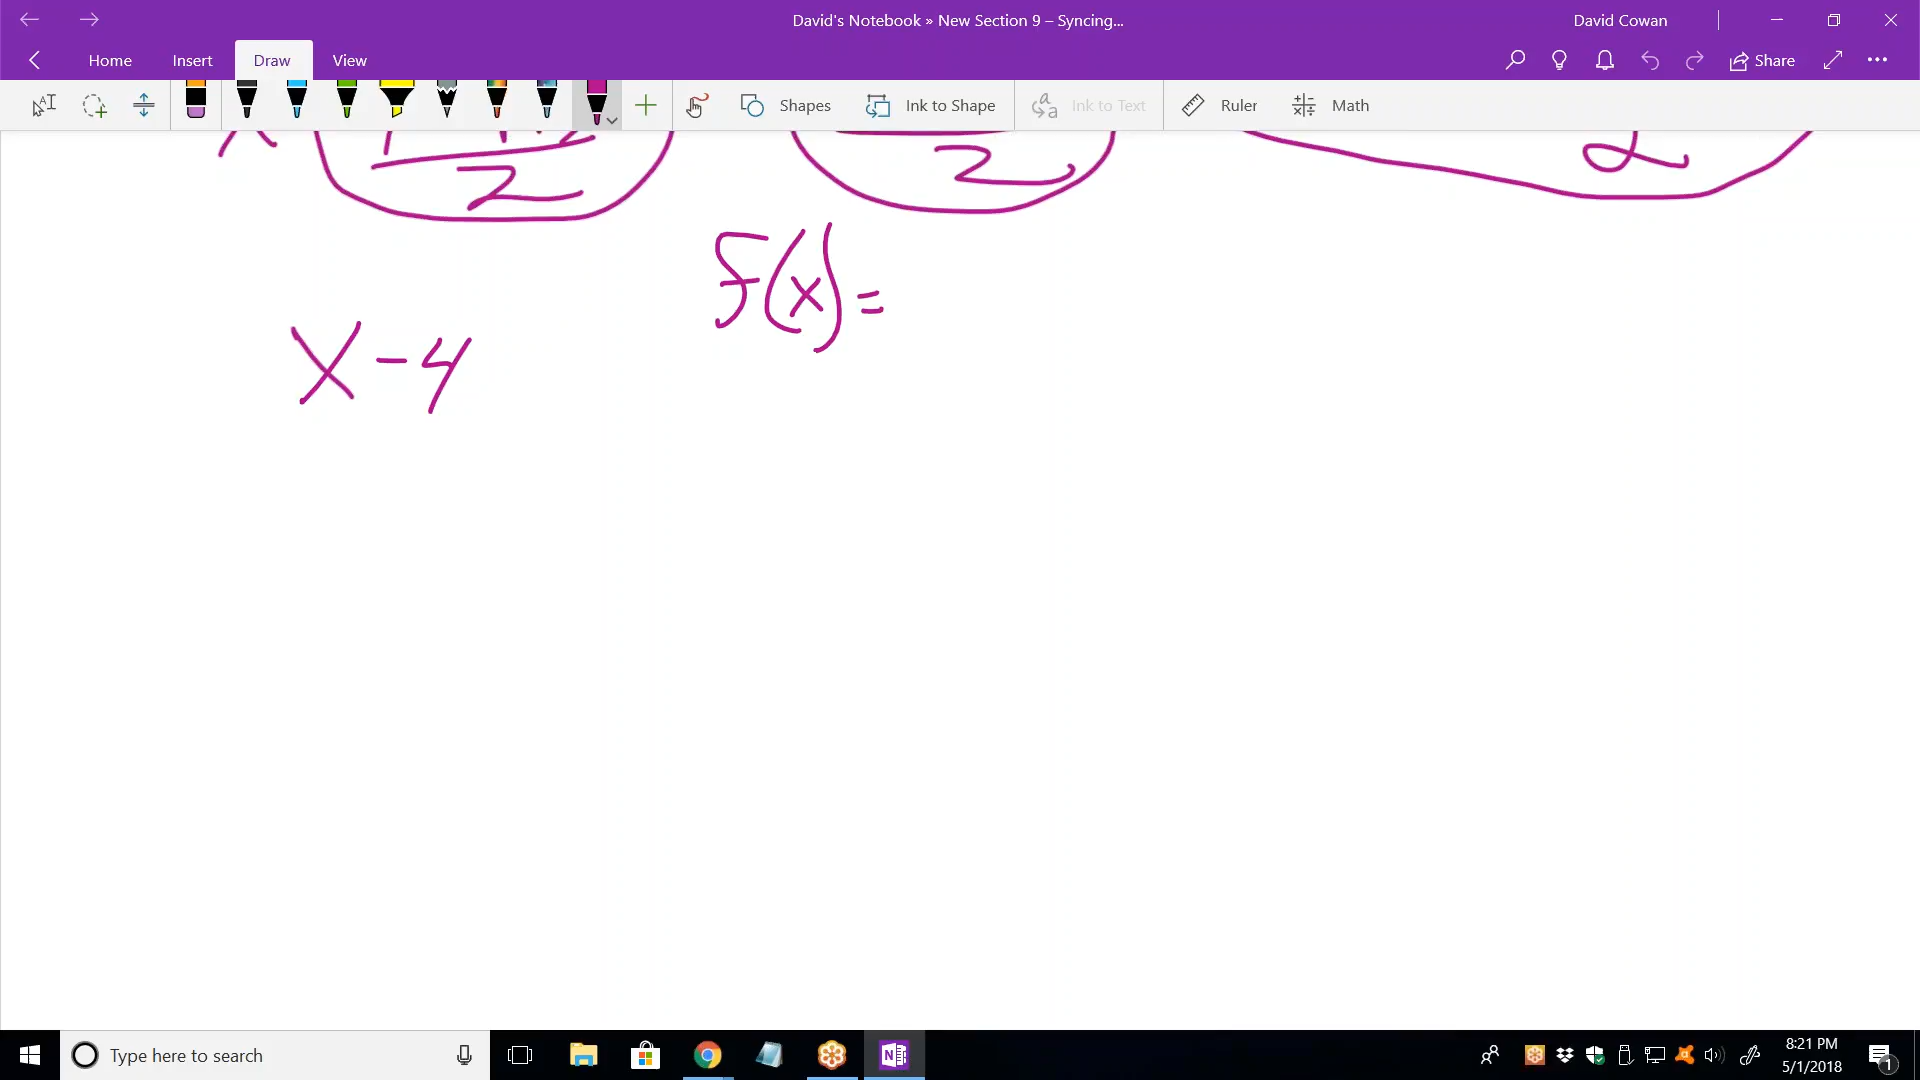 David's Notebook » New Section 9 – Syncing...
David Cowan
Home Insert Draw View
Share
Shapes Ink to Shape Ink to Text Ruler Math
2 2 2
f(x) =
x - 4
Type here to search
8:21 PM
5/1/2018
1